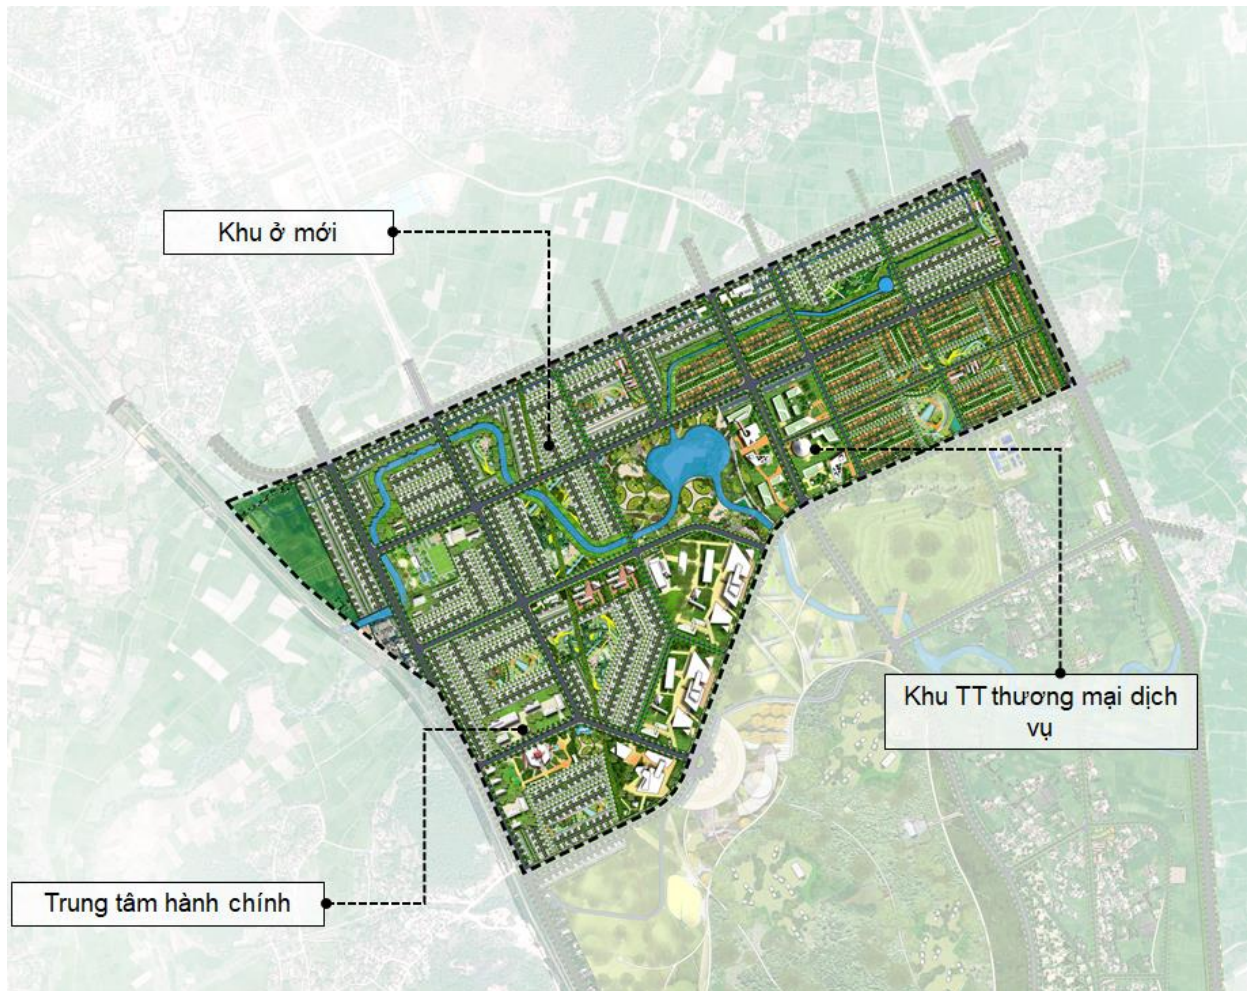 Khu ở mới
Khu TT thương mại dịch
vụ
Trung tâm hành chính